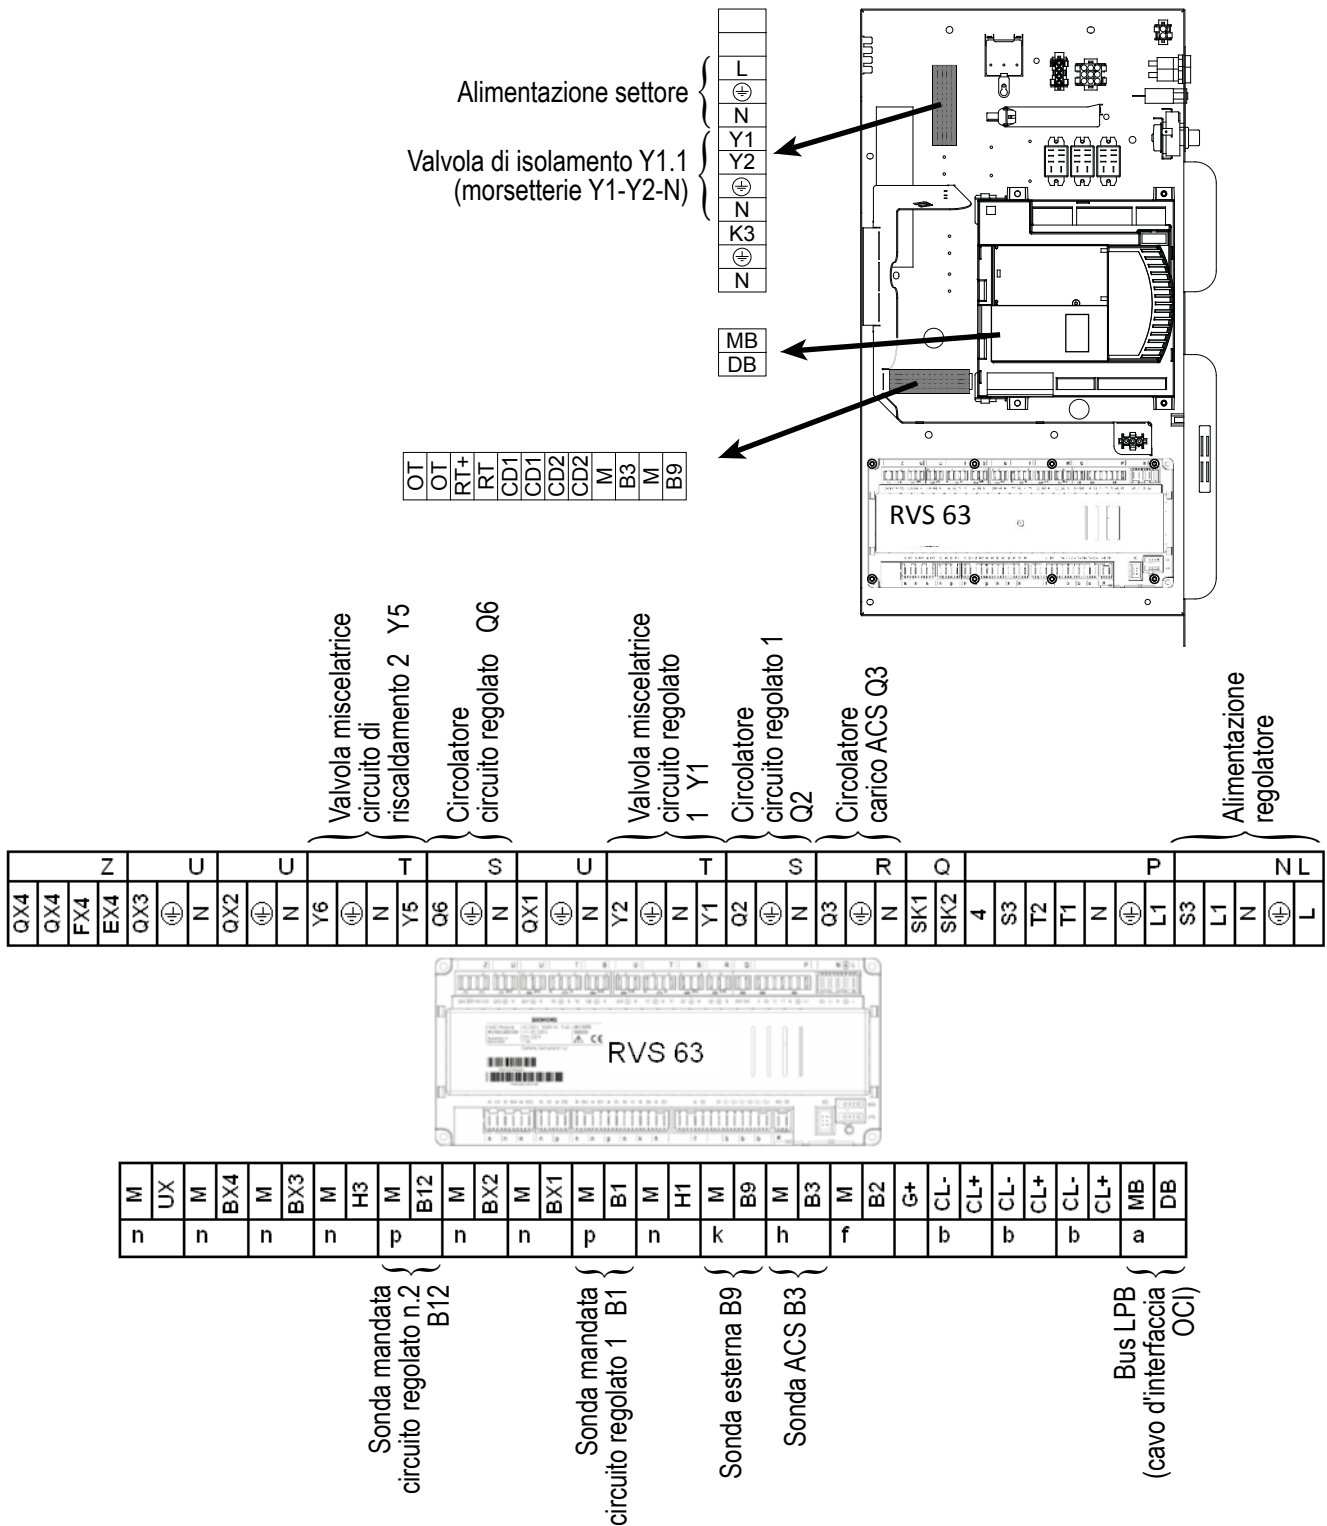 L
⏚
N
Y1
Y2
⏚
N
K3
⏚
N
Alimentazione settore
Valvola di isolamento Y1.1
(morsetterie Y1-Y2-N)
MB
DB
OT OT RT+ RT CD1 CD1 CD2 CD2 M B3 M B9
RVS 63
Valvola miscelatrice
circuito di
riscaldamento 2 Y5
Circolatore
circuito regolato Q6
Valvola miscelatrice
circuito regolato
1 Y1
Circolatore
circuito regolato 1
Q2
Circolatore
carico ACS Q3
Alimentazione
regolatore
Z U U T S U T S R Q P N L
QX4 QX4 FX4 EX4 QX3 ⏚ N QX2 ⏚ N Y6 ⏚ N Y5 Q6 ⏚ N QX1 ⏚ N Y2 ⏚ N Y1 Q2 ⏚ N Q3 ⏚ N SK1 SK2 4 S3 T2 T1 N ⏚ L1 S3 L1 N ⏚ L
SIEMENS
RVS 63
M UX M BX4 M BX3 M H3 M B12 M BX2 M BX1 M B1 M H1 M B9 M B3 M B2 G+ CL- CL+ CL- CL+ CL- CL+ MB DB
n n n n p n n p n k h f b b b a
Sonda mandata
circuito regolato n.2
B12
Sonda mandata
circuito regolato 1 B1
Sonda esterna B9
Sonda ACS B3
Bus LPB
(cavo d'interfaccia
OCI)